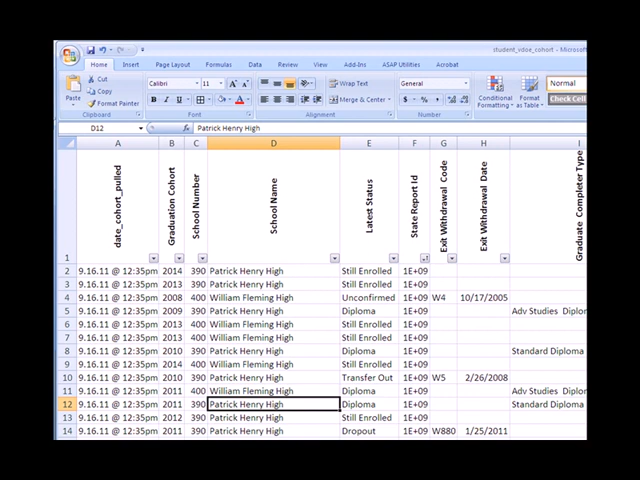 student_vdoe_cohort - Microsof
Home Insert Page Layout Formulas Data Review View Add-Ins ASAP Utilities Acrobat
Paste
Cut
Copy
Format Painter
Calibri 11
B I U
Wrap Text
Merge & Center
General
$ % ,
Conditional Formatting
Format as Table
Normal
Check Cell
Clipboard Font Alignment Number
D12 Patrick Henry High
A B C D E F G H I
1 date_cohort_pulled Graduation Cohort School Number School Name Latest Status State Report Id Exit Withdrawal Code Exit Withdrawal Date Graduate Completer Type
2 9.16.11 @ 12:35pm 2014 390 Patrick Henry High Still Enrolled 1E+09
3 9.16.11 @ 12:35pm 2013 390 Patrick Henry High Still Enrolled 1E+09
4 9.16.11 @ 12:35pm 2008 400 William Fleming High Unconfirmed 1E+09 W4 10/17/2005
5 9.16.11 @ 12:35pm 2009 390 Patrick Henry High Diploma 1E+09 Adv Studies Diplom
6 9.16.11 @ 12:35pm 2013 400 William Fleming High Still Enrolled 1E+09
7 9.16.11 @ 12:35pm 2013 400 William Fleming High Still Enrolled 1E+09
8 9.16.11 @ 12:35pm 2010 390 Patrick Henry High Diploma 1E+09 Standard Diploma
9 9.16.11 @ 12:35pm 2014 400 William Fleming High Still Enrolled 1E+09
10 9.16.11 @ 12:35pm 2010 390 Patrick Henry High Transfer Out 1E+09 W5 2/26/2008
11 9.16.11 @ 12:35pm 2011 400 William Fleming High Diploma 1E+09 Adv Studies Diplom
12 9.16.11 @ 12:35pm 2011 390 Patrick Henry High Diploma 1E+09 Standard Diploma
13 9.16.11 @ 12:35pm 2012 390 Patrick Henry High Still Enrolled 1E+09
14 9.16.11 @ 12:35pm 2011 390 Patrick Henry High Dropout 1E+09 W880 1/25/2011